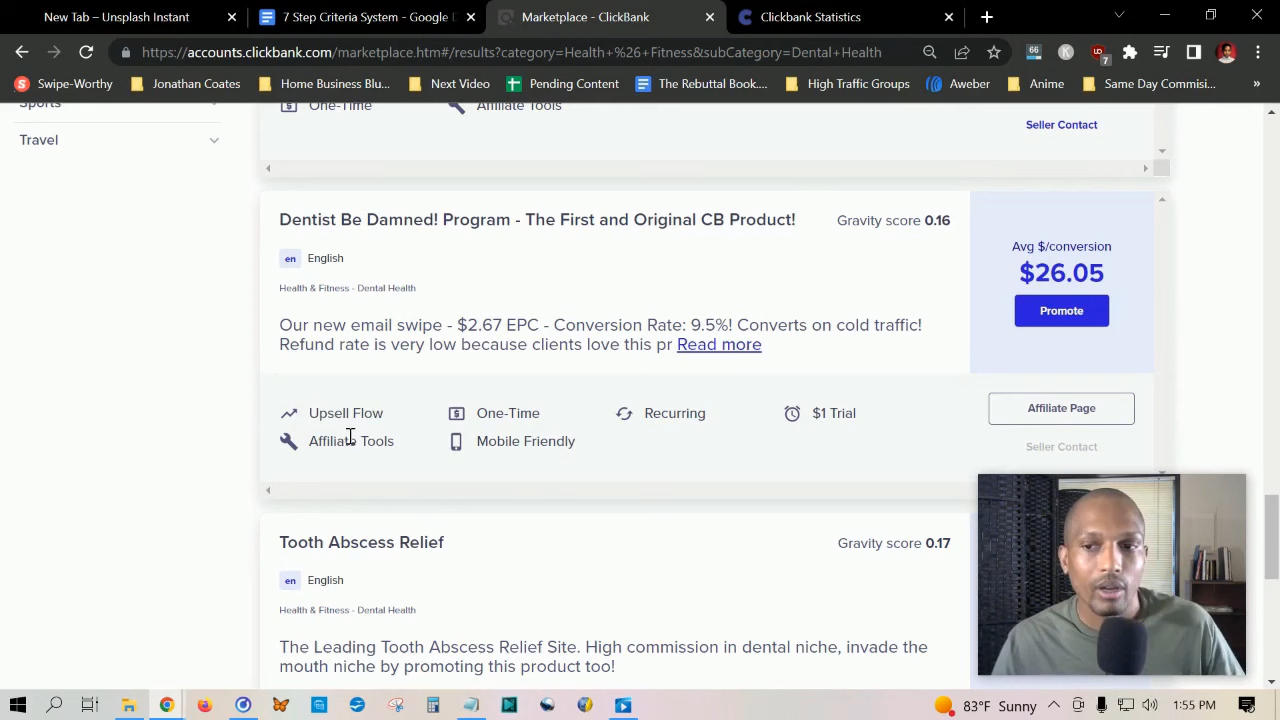 New Tab - Unsplash Instant
7 Step Criteria System - Google D
Marketplace - ClickBank
Clickbank Statistics
https://accounts.clickbank.com/marketplace.htm#/results?category=Health+%26+Fitness&subCategory=Dental+Health
66
K
7
Swipe-Worthy
Jonathan Coates
Home Business Blu...
Next Video
Pending Content
The Rebuttal Book....
High Traffic Groups
Aweber
Anime
Same Day Commisi...
»
Sports
Travel
One-Time
Affiliate Tools
Seller Contact
Dentist Be Damned! Program - The First and Original CB Product!
Gravity score 0.16
en English
Health & Fitness - Dental Health
Our new email swipe - $2.67 EPC - Conversion Rate: 9.5%! Converts on cold traffic!
Refund rate is very low because clients love this pr Read more
Avg $/conversion
$26.05
Promote
Upsell Flow
One-Time
Recurring
$1 Trial
Affiliate Tools
Mobile Friendly
Affiliate Page
Seller Contact
Tooth Abscess Relief
Gravity score 0.17
en English
Health & Fitness - Dental Health
The Leading Tooth Abscess Relief Site. High commission in dental niche, invade the
mouth niche by promoting this product too!
83°F Sunny
1:55 PM